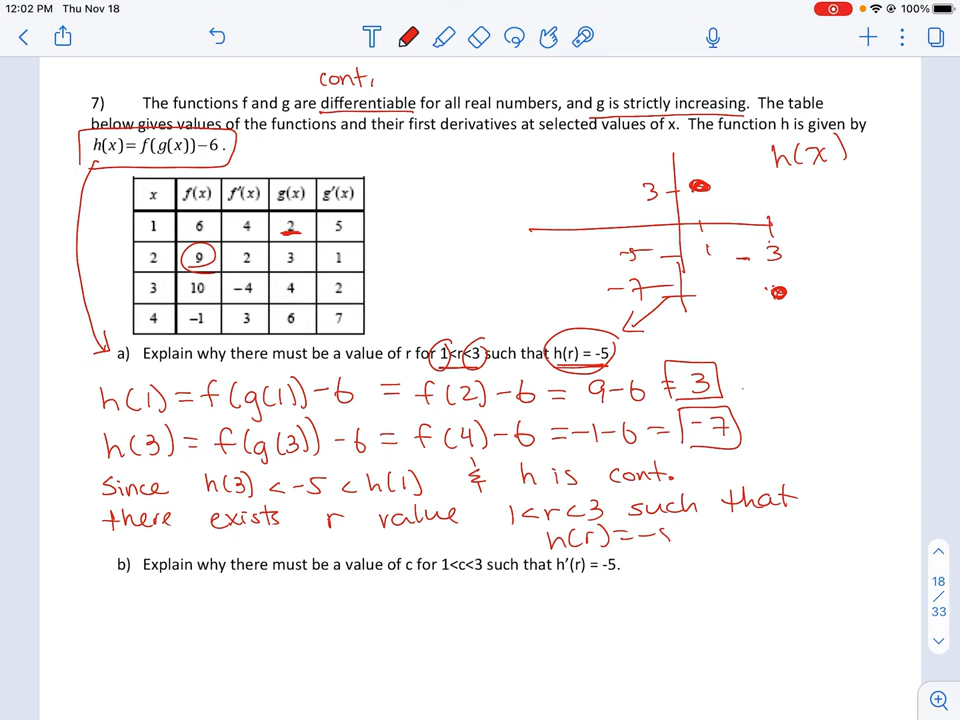 12:02 PM Thu Nov 18
100%
cont.
7) The functions f and g are differentiable for all real numbers, and g is strictly increasing. The table
below gives values of the functions and their first derivatives at selected values of x. The function h is given by
h(x)= f(g(x))−6 .
h(x)
x f(x) f'(x) g(x) g'(x)
1 6 4 2 5
2 9 2 3 1
3 10 −4 4 2
4 −1 3 6 7
3
1 3
-5
-7
a) Explain why there must be a value of r for 1<r<3 such that h(r) = -5
h(1) = f(g(1)) - 6 = f(2) - 6 = 9 - 6 = 3
h(3) = f(g(3)) - 6 = f(4) - 6 = -1 - 6 = -7
Since h(3) < -5 < h(1) & h is cont.
there exists r value 1<r<3 such that
h(r) = -5
b) Explain why there must be a value of c for 1<c<3 such that h’(r) = -5.
18
/
33